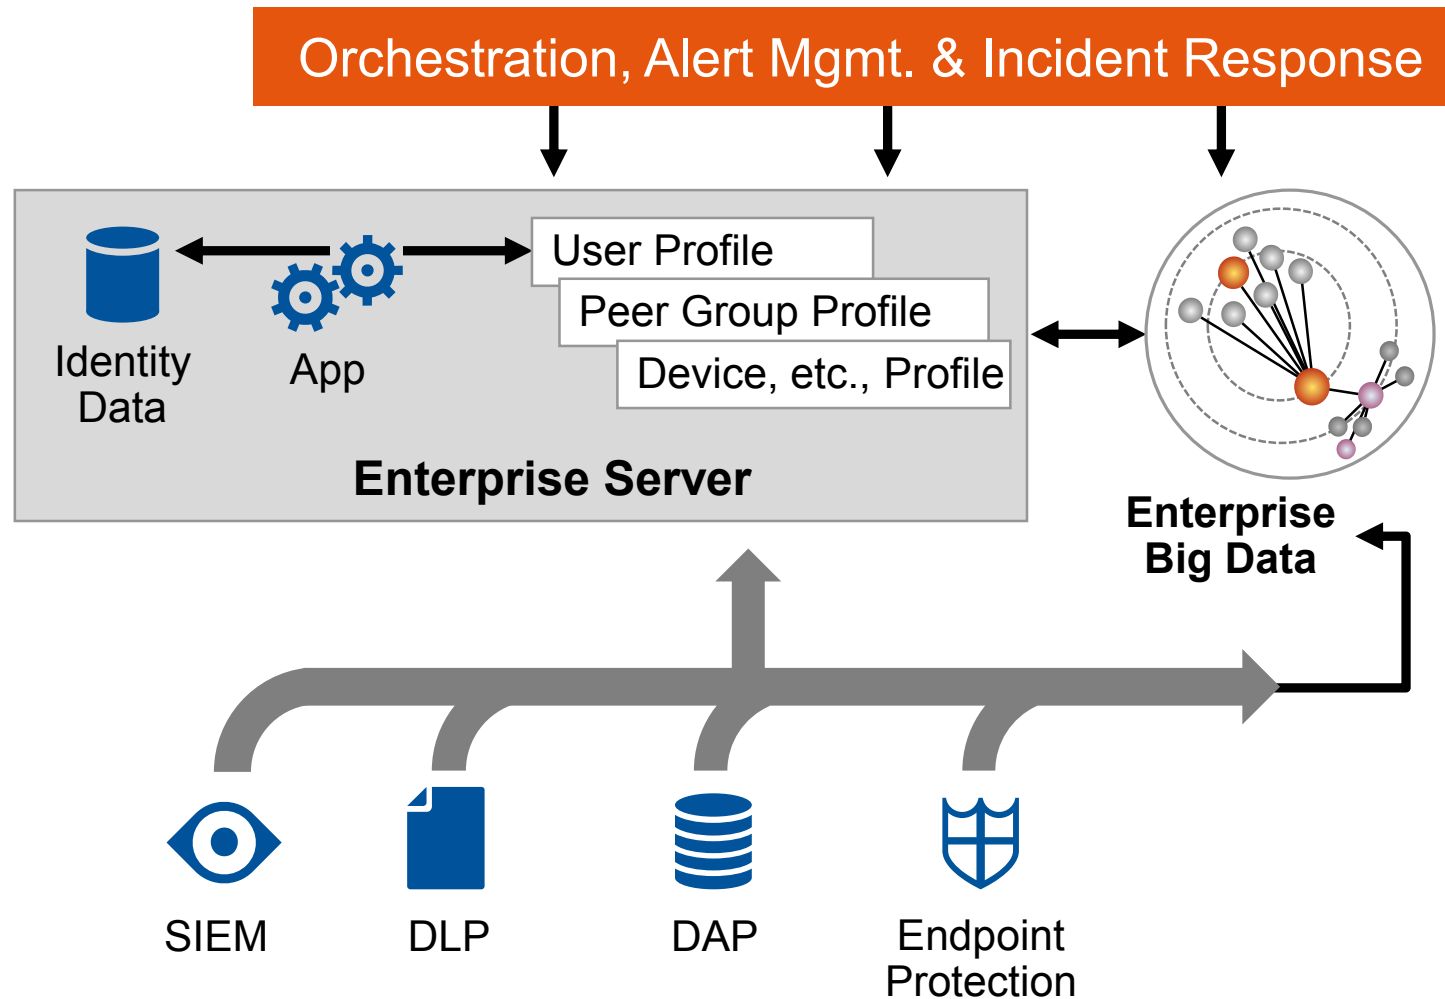 Orchestration, Alert Mgmt. & Incident Response
User Profile
Peer Group Profile
Device, etc., Profile
Identity
Data
App
Enterprise Server
Enterprise
Big Data
SIEM
DLP
DAP
Endpoint
Protection